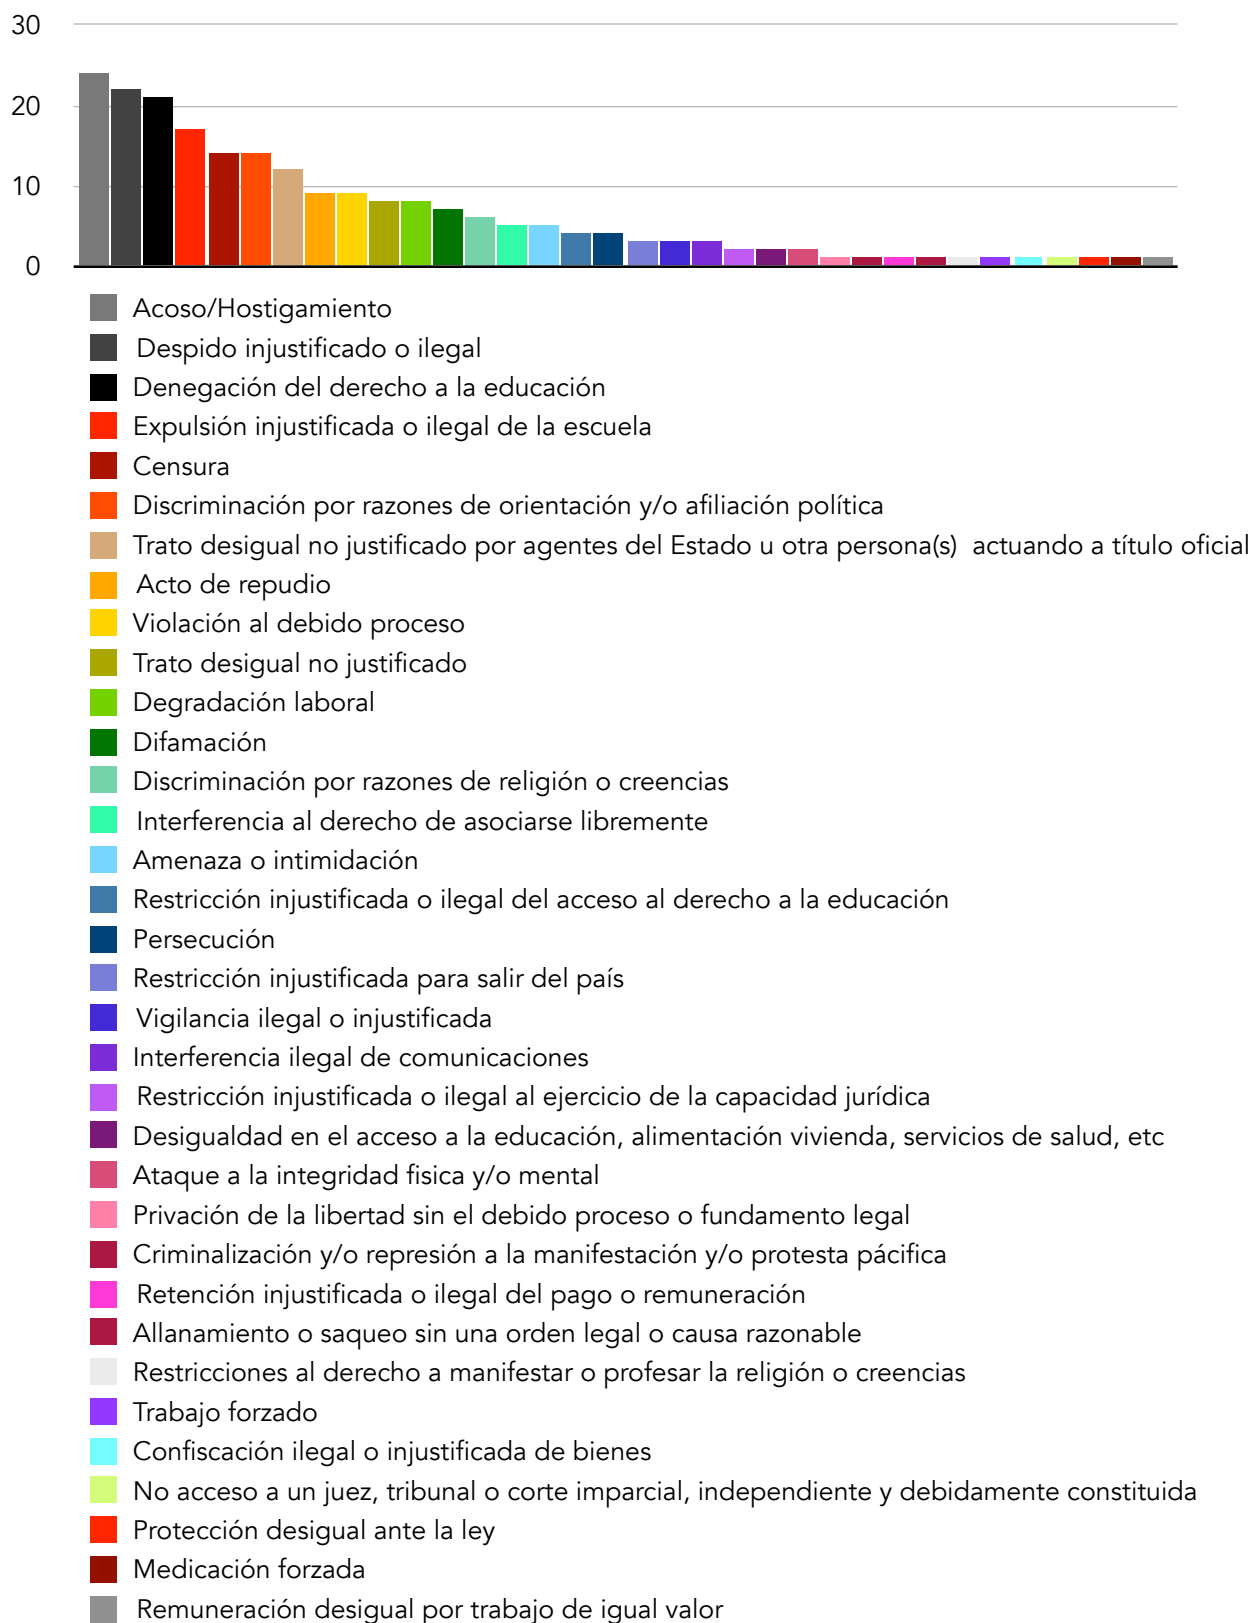 30
20
10
0
Acoso/Hostigamiento
Despido injustificado o ilegal
Denegación del derecho a la educación
Expulsión injustificada o ilegal de la escuela
Censura
Discriminación por razones de orientación y/o afiliación política
Trato desigual no justificado por agentes del Estado u otra persona(s) actuando a título oficial
Acto de repudio
Violación al debido proceso
Trato desigual no justificado
Degradación laboral
Difamación
Discriminación por razones de religión o creencias
Interferencia al derecho de asociarse libremente
Amenaza o intimidación
Restricción injustificada o ilegal del acceso al derecho a la educación
Persecución
Restricción injustificada para salir del país
Vigilancia ilegal o injustificada
Interferencia ilegal de comunicaciones
Restricción injustificada o ilegal al ejercicio de la capacidad jurídica
Desigualdad en el acceso a la educación, alimentación vivienda, servicios de salud, etc
Ataque a la integridad fisica y/o mental
Privación de la libertad sin el debido proceso o fundamento legal
Criminalización y/o represión a la manifestación y/o protesta pácifica
Retención injustificada o ilegal del pago o remuneración
Allanamiento o saqueo sin una orden legal o causa razonable
Restricciones al derecho a manifestar o profesar la religión o creencias
Trabajo forzado
Confiscación ilegal o injustificada de bienes
No acceso a un juez, tribunal o corte imparcial, independiente y debidamente constituida
Protección desigual ante la ley
Medicación forzada
Remuneración desigual por trabajo de igual valor